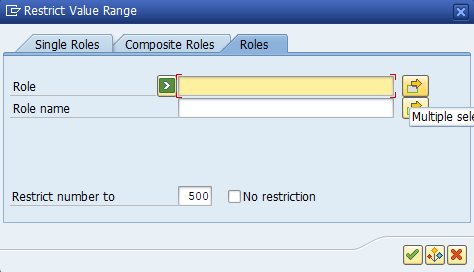 Restrict Value Range
Single Roles Composite Roles Roles
Role
Role name
Multiple sele
Restrict number to 500 No restriction